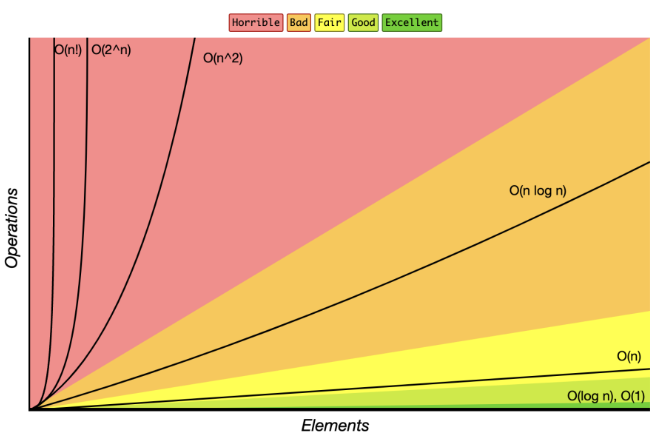 Horrible Bad Fair Good Excellent
O(n!) O(2^n) O(n^2)
O(n log n)
O(n)
O(log n), O(1)
Operations
Elements